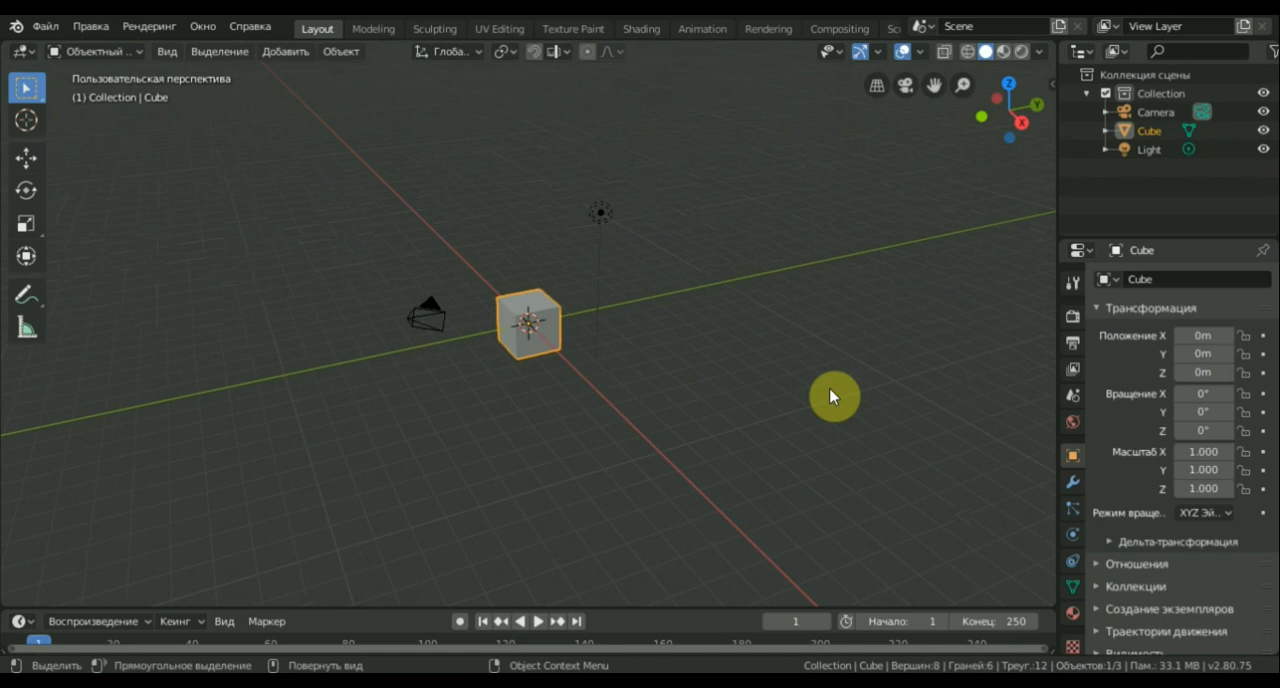 Файл Правка Рендеринг Окно Справка Layout Modeling Sculpting UV Editing Texture Paint Shading Animation Rendering Compositing Sc Scene View Layer
Объектный .. Вид Выделение Добавить Объект Глоба..
Пользовательская перспектива
(1) Collection | Cube
Z
Y
X
Коллекция сцены
Collection
Camera
Cube
Light
Cube
Cube
Трансформация
Положение X 0m
Y 0m
Z 0m
Вращение X 0°
Y 0°
Z 0°
Масштаб X 1.000
Y 1.000
Z 1.000
Режим враще.. XYZ Эй..
Дельта-трансформация
Отношения
Коллекции
Создание экземпляров
Траектории движения
Видимость
Воспроизведение Кеинг Вид Маркер 1 Начало: 1 Конец: 250
1 20 40 60 80 100 120 140 160 180 200 220 240
Выделить Прямоугольное выделение Повернуть вид Object Context Menu Collection | Cube | Вершин:8 | Граней:6 | Треуг.:12 | Объектов:1/3 | Пам.: 33.1 MB | v2.80.75